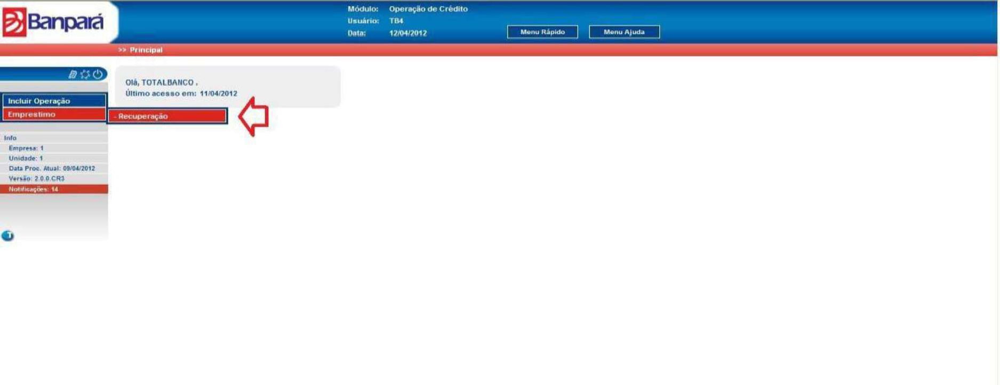 Banpará
Módulo: Operação de Crédito
Usuário: TB4
Data: 12/04/2012
Menu Rápido
Menu Ajuda
>> Principal
Olá, TOTALBANCO .
Último acesso em: 11/04/2012
Incluir Operação
Emprestimo
- Recuperação
Info
Empresa: 1
Unidade: 1
Data Proc. Atual: 09/04/2012
Versão: 2.0.0.CR3
Notificações: 14
T